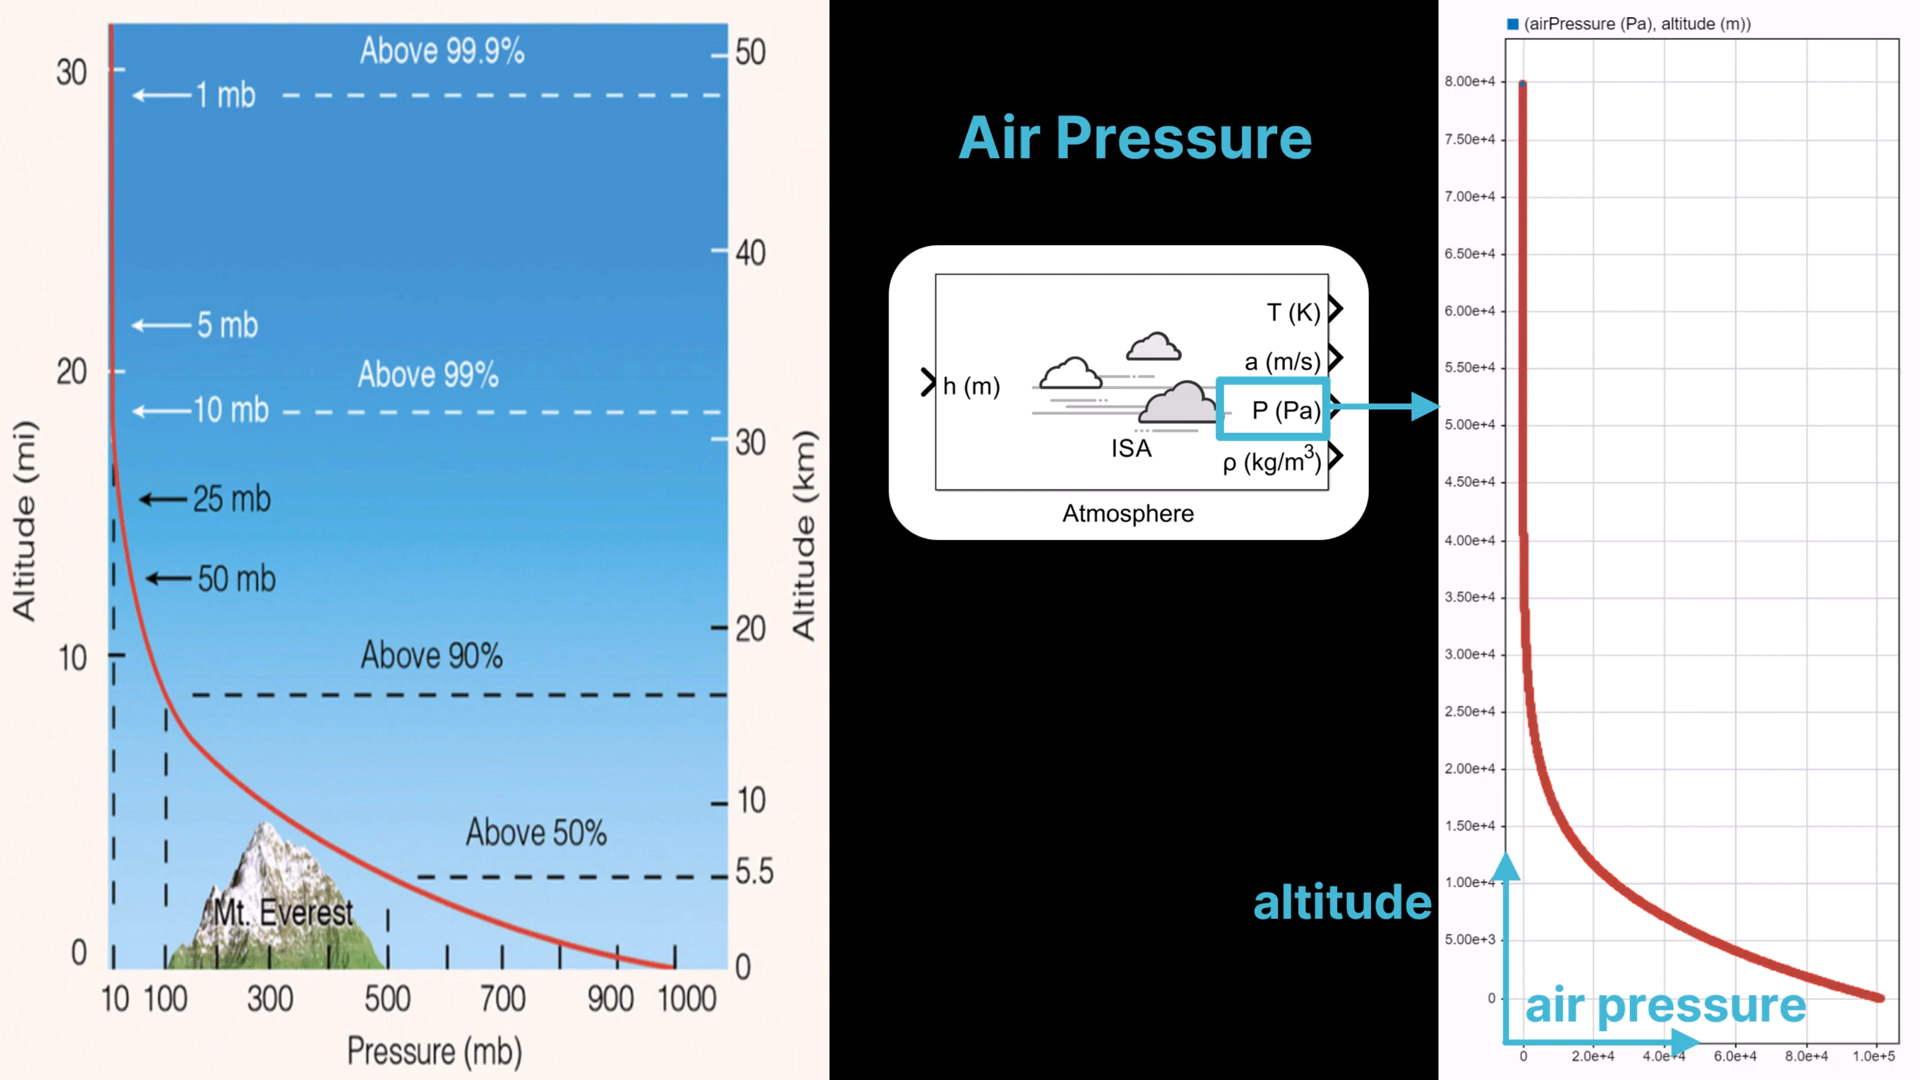 Above 99.9%
1 mb
5 mb
Above 99%
10 mb
25 mb
50 mb
Above 90%
Above 50%
Mt. Everest
30
20
10
0
Altitude (mi)
50
40
30
20
10
5.5
0
Altitude (km)
10 100 300 500 700 900 1000
Pressure (mb)
Air Pressure
h (m)
T (K)
a (m/s)
P (Pa)
ρ (kg/m³)
ISA
Atmosphere
altitude
(airPressure (Pa), altitude (m))
8.00e+4
7.50e+4
7.00e+4
6.50e+4
6.00e+4
5.50e+4
5.00e+4
4.50e+4
4.00e+4
3.50e+4
3.00e+4
2.50e+4
2.00e+4
1.50e+4
1.00e+4
5.00e+3
0
air pressure
0 2.0e+4 4.0e+4 6.0e+4 8.0e+4 1.0e+5